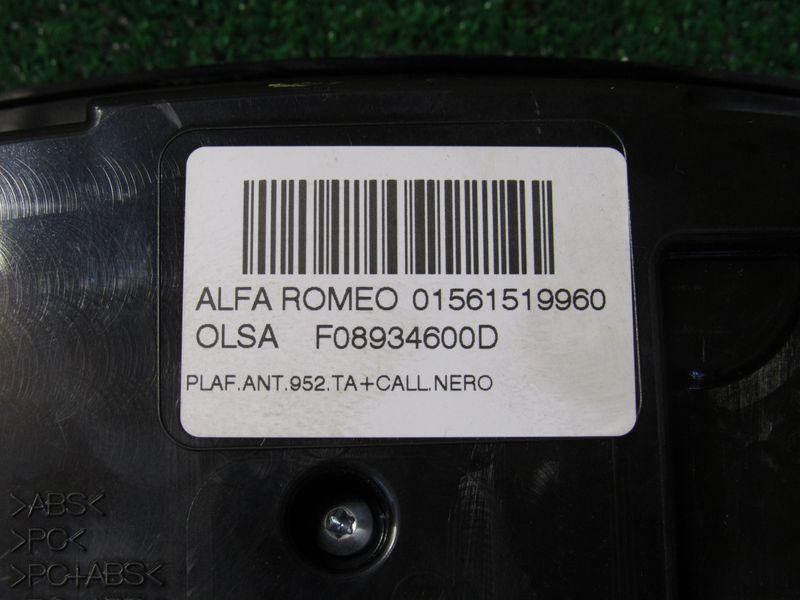 ALFA ROMEO 01561519960
OLSA F08934600D
PLAF.ANT.952.TA+CALL.NERO
>ABS<
>PC<
>PC+ABS<